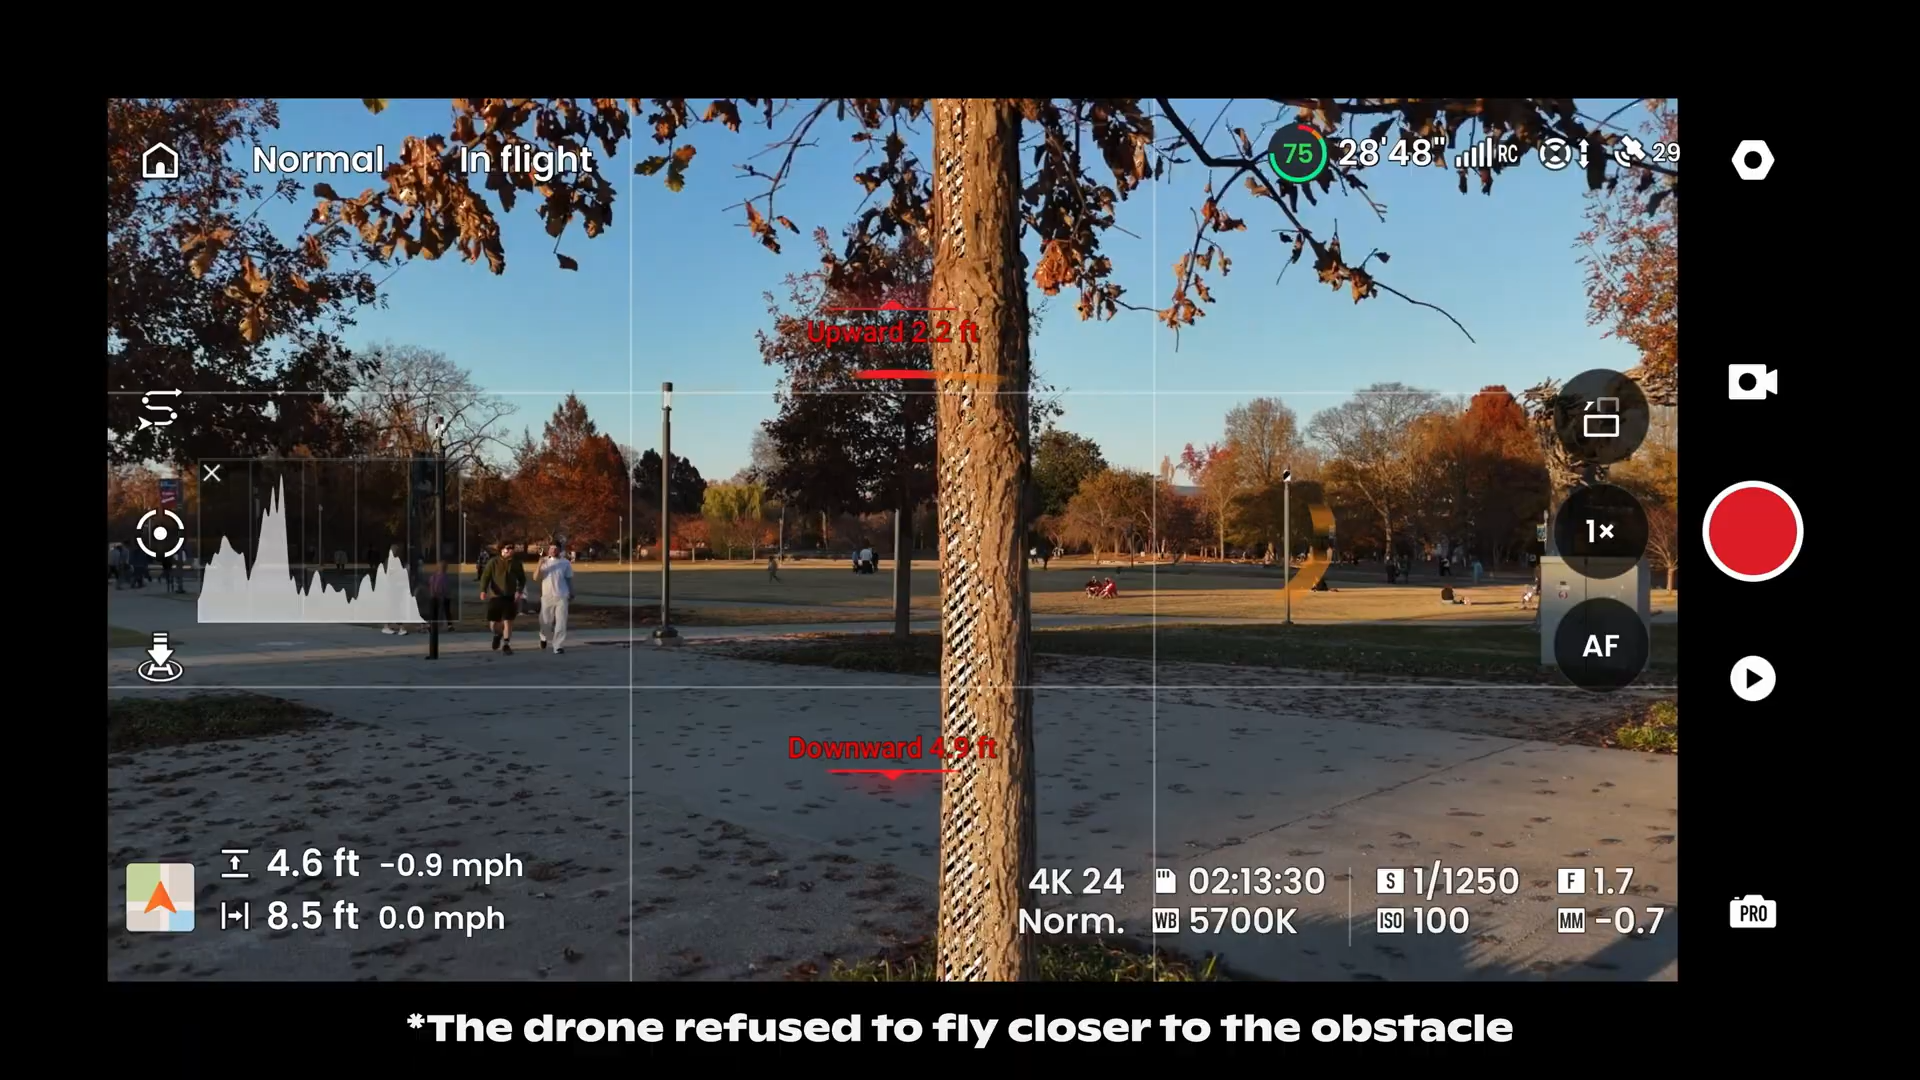 Normal In flight
75 28'48" RC 29
Upward 2.2 ft
1×
AF
Downward 4.9 ft
4.6 ft -0.9 mph
8.5 ft 0.0 mph
4K 24 02:13:30 S 1/1250 F 1.7
Norm. WB 5700K ISO 100 MM -0.7
PRO
*The drone refused to fly closer to the obstacle